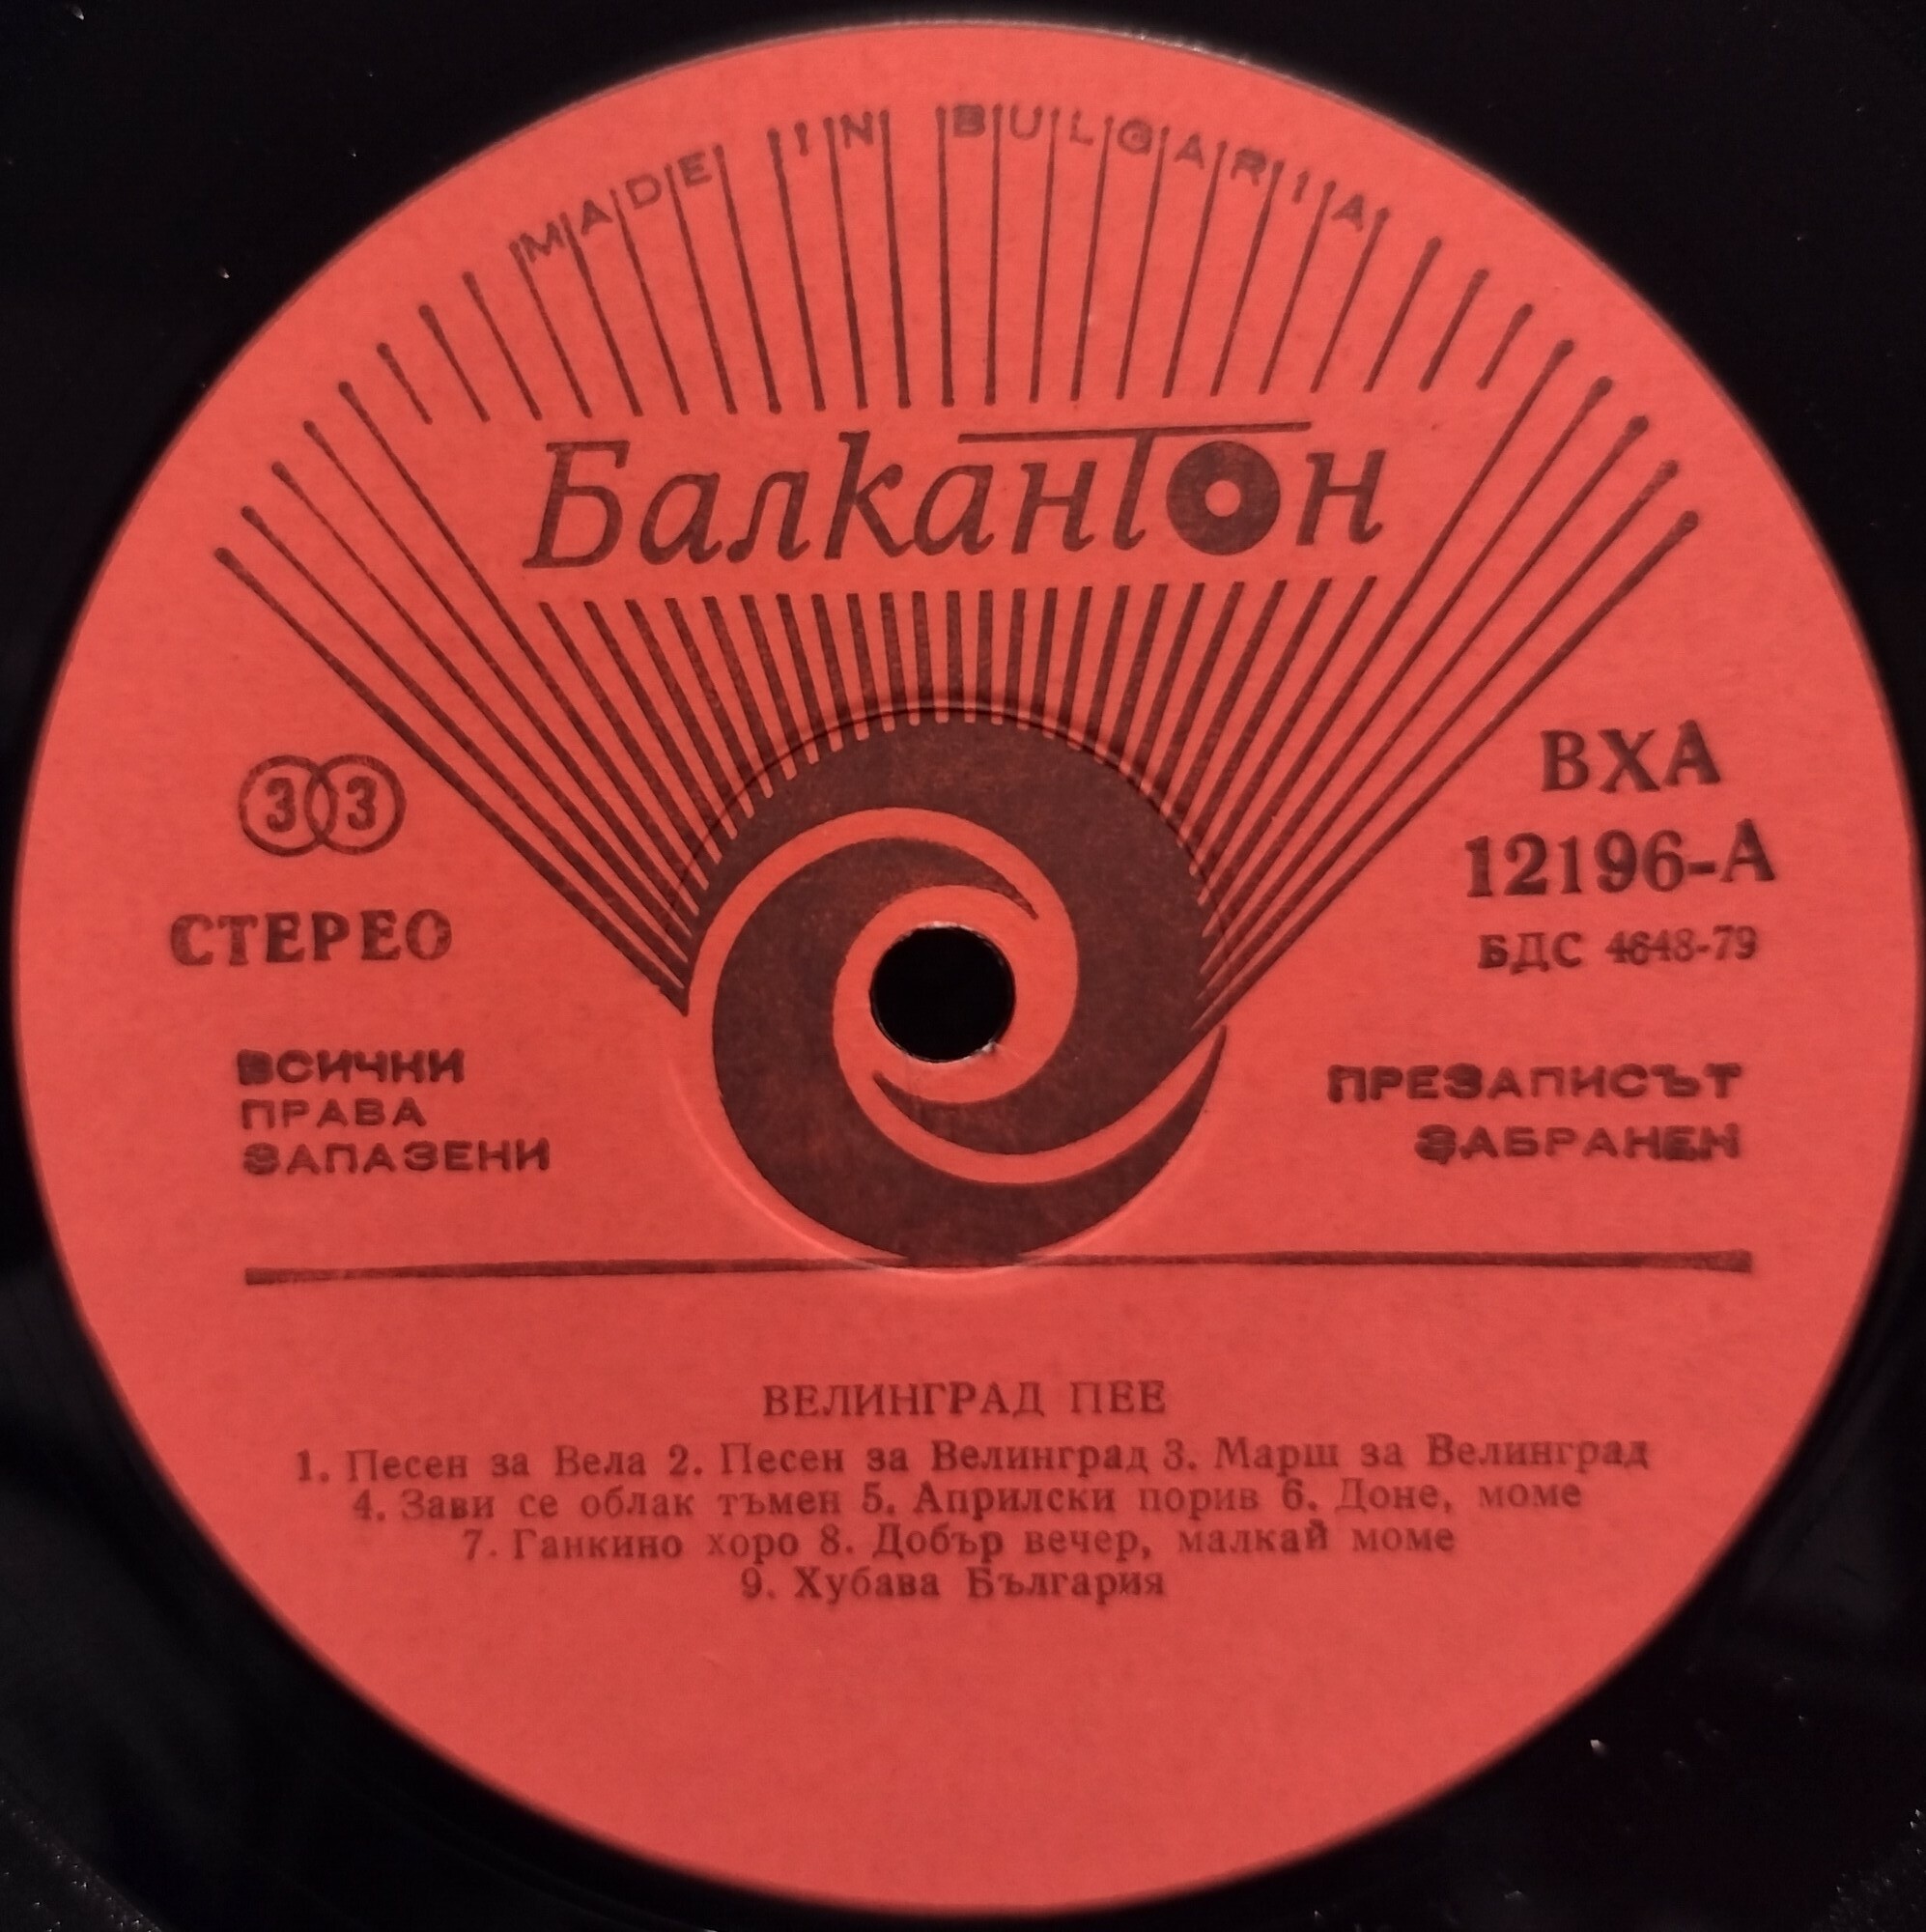 MADE IN BULGARIA
Балкантон
33
СТЕРЕО
ВСИЧНИ
ПРАВА
ЗАПАЗЕНИ
ВХА
12196-А
БДС 4648-79
ПРЕЗАПИСЪТ
ЗАБРАНЕН
ВЕЛИНГРАД ПЕЕ
1. Песен за Вела 2. Песен за Велинград 3. Марш за Велинград
4. Зави се облак тъмен 5. Априлски порив 6. Доне, моме
7. Ганкино хоро 8. Добър вечер, малкай моме
9. Хубава България